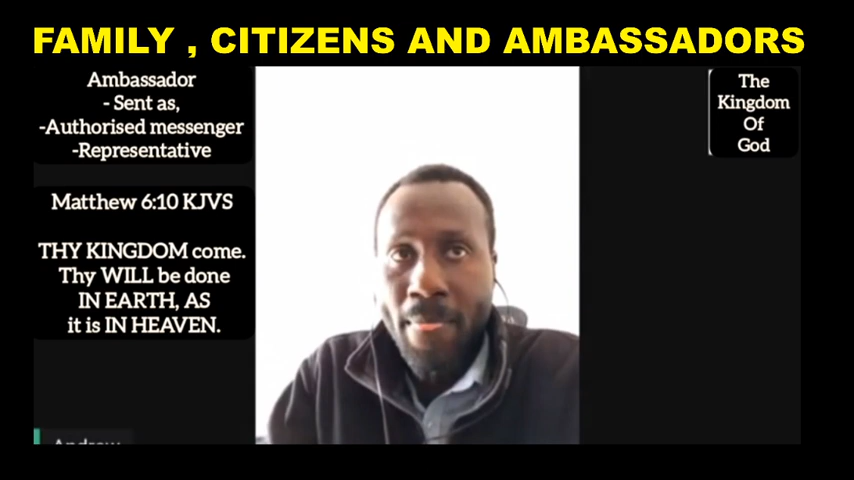 FAMILY , CITIZENS AND AMBASSADORS
Ambassador
- Sent as,
-Authorised messenger
-Representative
The
Kingdom
Of
God
Matthew 6:10 KJVS
THY KINGDOM come.
Thy WILL be done
IN EARTH, AS
it is IN HEAVEN.
Andrew